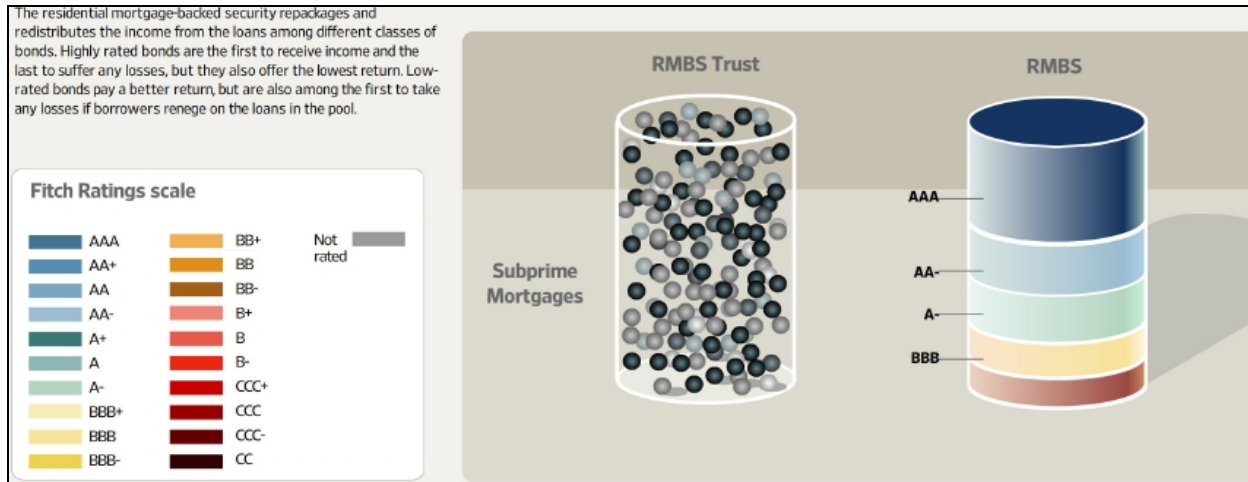 The residential mortgage-backed security repackages and
redistributes the income from the loans among different classes of
bonds. Highly rated bonds are the first to receive income and the
last to suffer any losses, but they also offer the lowest return. Low-
rated bonds pay a better return, but are also among the first to take
any losses if borrowers renege on the loans in the pool.
Fitch Ratings scale
AAA
AA+
AA
AA-
A+
A
A-
BBB+
BBB
BBB-
BB+
BB
BB-
B+
B
B-
CCC+
CCC
CCC-
CC
Not
rated
RMBS Trust
Subprime
Mortgages
RMBS
AAA
AA-
A-
BBB